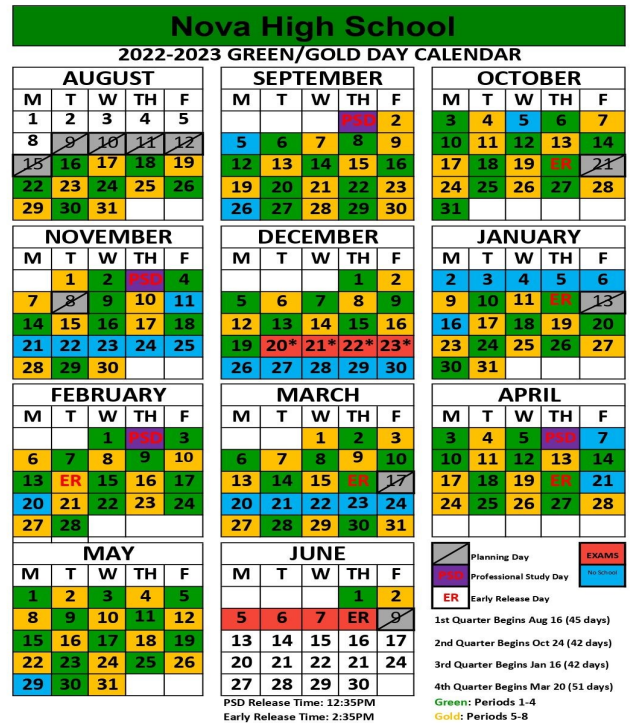 Nova High School
2022-2023 GREEN/GOLD DAY CALENDAR
AUGUST
M T W TH F
1 2 3 4 5
8 9 10 11 12
15 16 17 18 19
22 23 24 25 26
29 30 31
SEPTEMBER
M T W TH F
PSD 2
5 6 7 8 9
12 13 14 15 16
19 20 21 22 23
26 27 28 29 30
OCTOBER
M T W TH F
3 4 5 6 7
10 11 12 13 14
17 18 19 ER 21
24 25 26 27 28
31
NOVEMBER
M T W TH F
1 2 PSD 4
7 8 9 10 11
14 15 16 17 18
21 22 23 24 25
28 29 30
DECEMBER
M T W TH F
1 2
5 6 7 8 9
12 13 14 15 16
19 20* 21* 22* 23*
26 27 28 29 30
JANUARY
M T W TH F
2 3 4 5 6
9 10 11 ER 13
16 17 18 19 20
23 24 25 26 27
30 31
FEBRUARY
M T W TH F
1 PSD 3
6 7 8 9 10
13 ER 15 16 17
20 21 22 23 24
27 28
MARCH
M T W TH F
1 2 3
6 7 8 9 10
13 14 15 ER 17
20 21 22 23 24
27 28 29 30 31
APRIL
M T W TH F
3 4 5 PSD 7
10 11 12 13 14
17 18 19 ER 21
24 25 26 27 28
MAY
M T W TH F
1 2 3 4 5
8 9 10 11 12
15 16 17 18 19
22 23 24 25 26
29 30 31
JUNE
M T W TH F
1 2
5 6 7 ER 9
13 14 15 16 17
20 21 22 21 24
27 28 29 30
PSD Release Time: 12:35PM
Early Release Time: 2:35PM
Planning Day
EXAMS
PSD Professional Study Day
No School
ER Early Release Day
1st Quarter Begins Aug 16 (45 days)
2nd Quarter Begins Oct 24 (42 days)
3rd Quarter Begins Jan 16 (42 days)
4th Quarter Begins Mar 20 (51 days)
Green: Periods 1-4
Gold: Periods 5-8